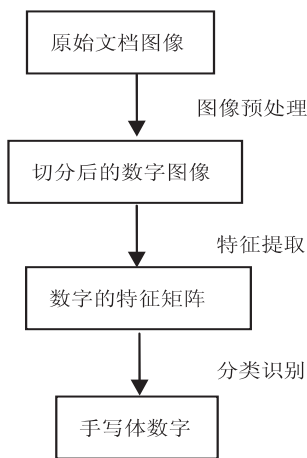 原始文档图像
图像预处理
切分后的数字图像
特征提取
数字的特征矩阵
分类识别
手写体数字